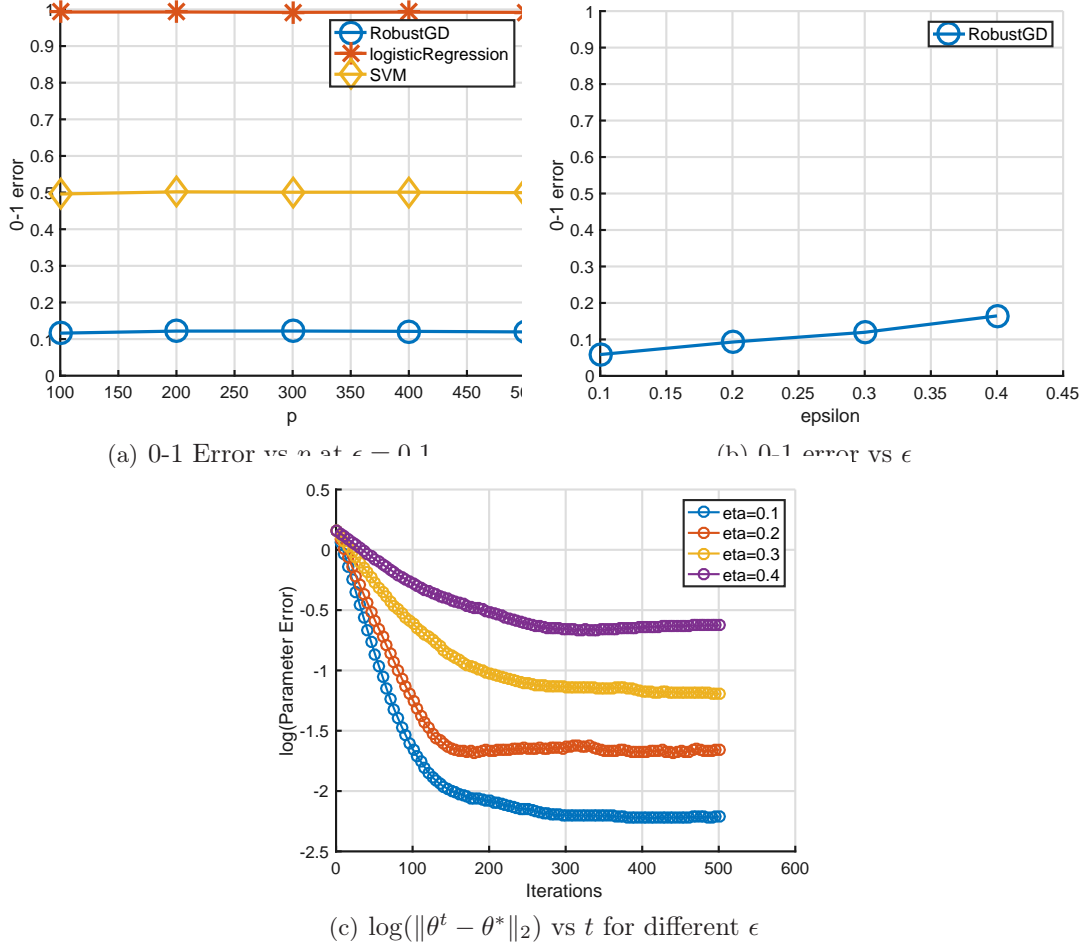 1
0.9
0.8
0.7
0.6
0.5
0.4
0.3
0.2
0.1
0
0-1 error
RobustGD
logisticRegression
SVM
100 150 200 250 300 350 400 450 500
p
(a) 0-1 Error vs p at ϵ = 0.1
1
0.9
0.8
0.7
0.6
0.5
0.4
0.3
0.2
0.1
0
0-1 error
RobustGD
0.1 0.15 0.2 0.25 0.3 0.35 0.4 0.45
epsilon
(b) 0-1 error vs ϵ
0.5
0
-0.5
-1
-1.5
-2
-2.5
log(Parameter Error)
eta=0.1
eta=0.2
eta=0.3
eta=0.4
0 100 200 300 400 500 600
Iterations
(c) log(‖θ^t − θ^*‖_2) vs t for different ϵ